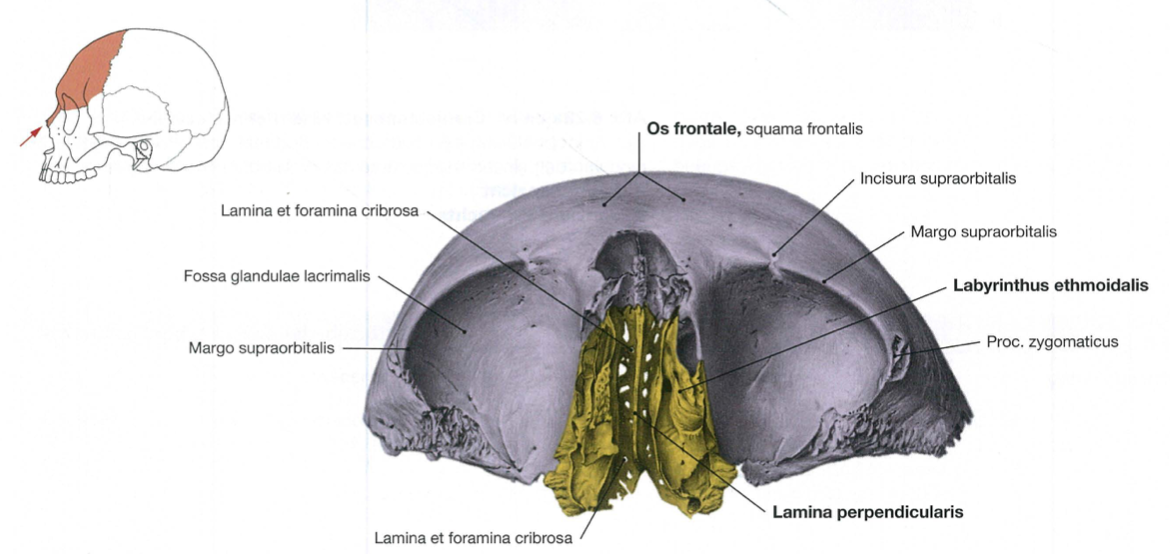 Os frontale, squama frontalis
Incisura supraorbitalis
Lamina et foramina cribrosa
Margo supraorbitalis
Fossa glandulae lacrimalis
Labyrinthus ethmoidalis
Margo supraorbitalis
Proc. zygomaticus
Lamina perpendicularis
Lamina et foramina cribrosa